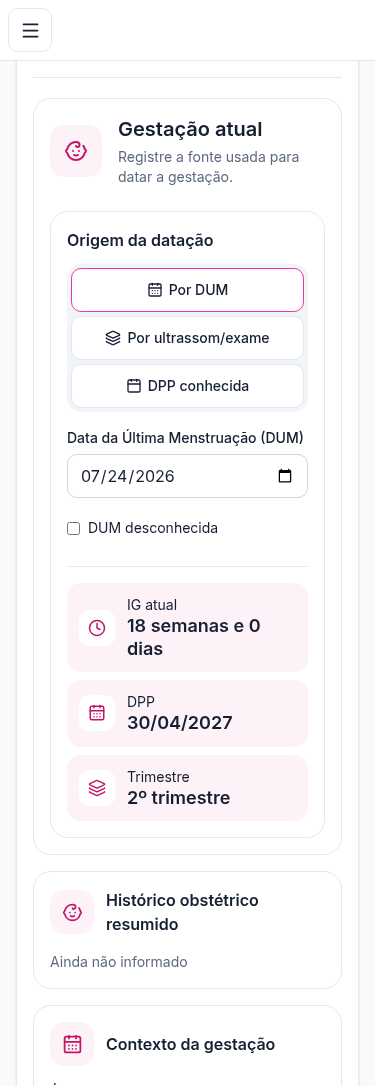 Gestação atual
Registre a fonte usada para
datar a gestação.
Origem da datação
Por DUM
Por ultrassom/exame
DPP conhecida
Data da Última Menstruação (DUM)
07/24/2026
DUM desconhecida
IG atual
18 semanas e 0
dias
DPP
30/04/2027
Trimestre
2º trimestre
Histórico obstétrico
resumido
Ainda não informado
Contexto da gestação